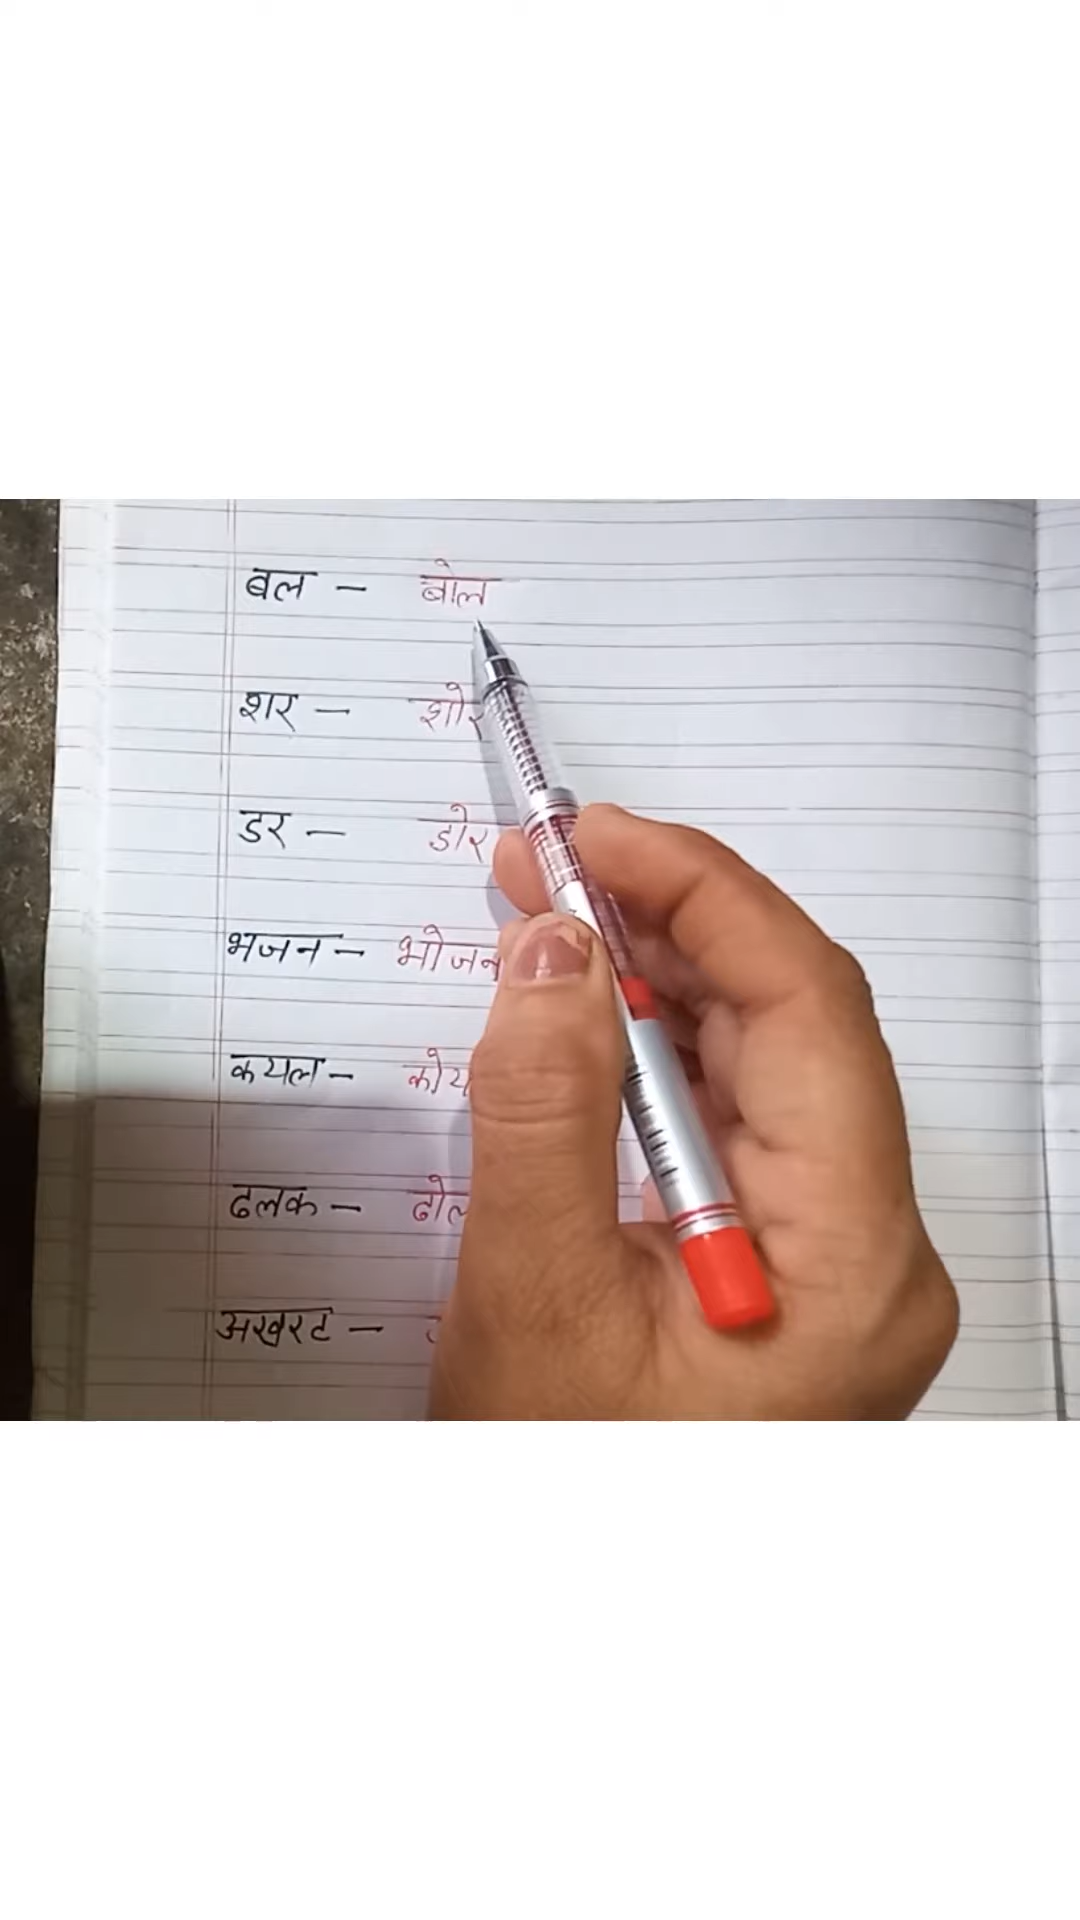 बल – बोल
शर – शोर
डर – डोर
भजन – भोजन
कयल –
ढलक –
अखरट –